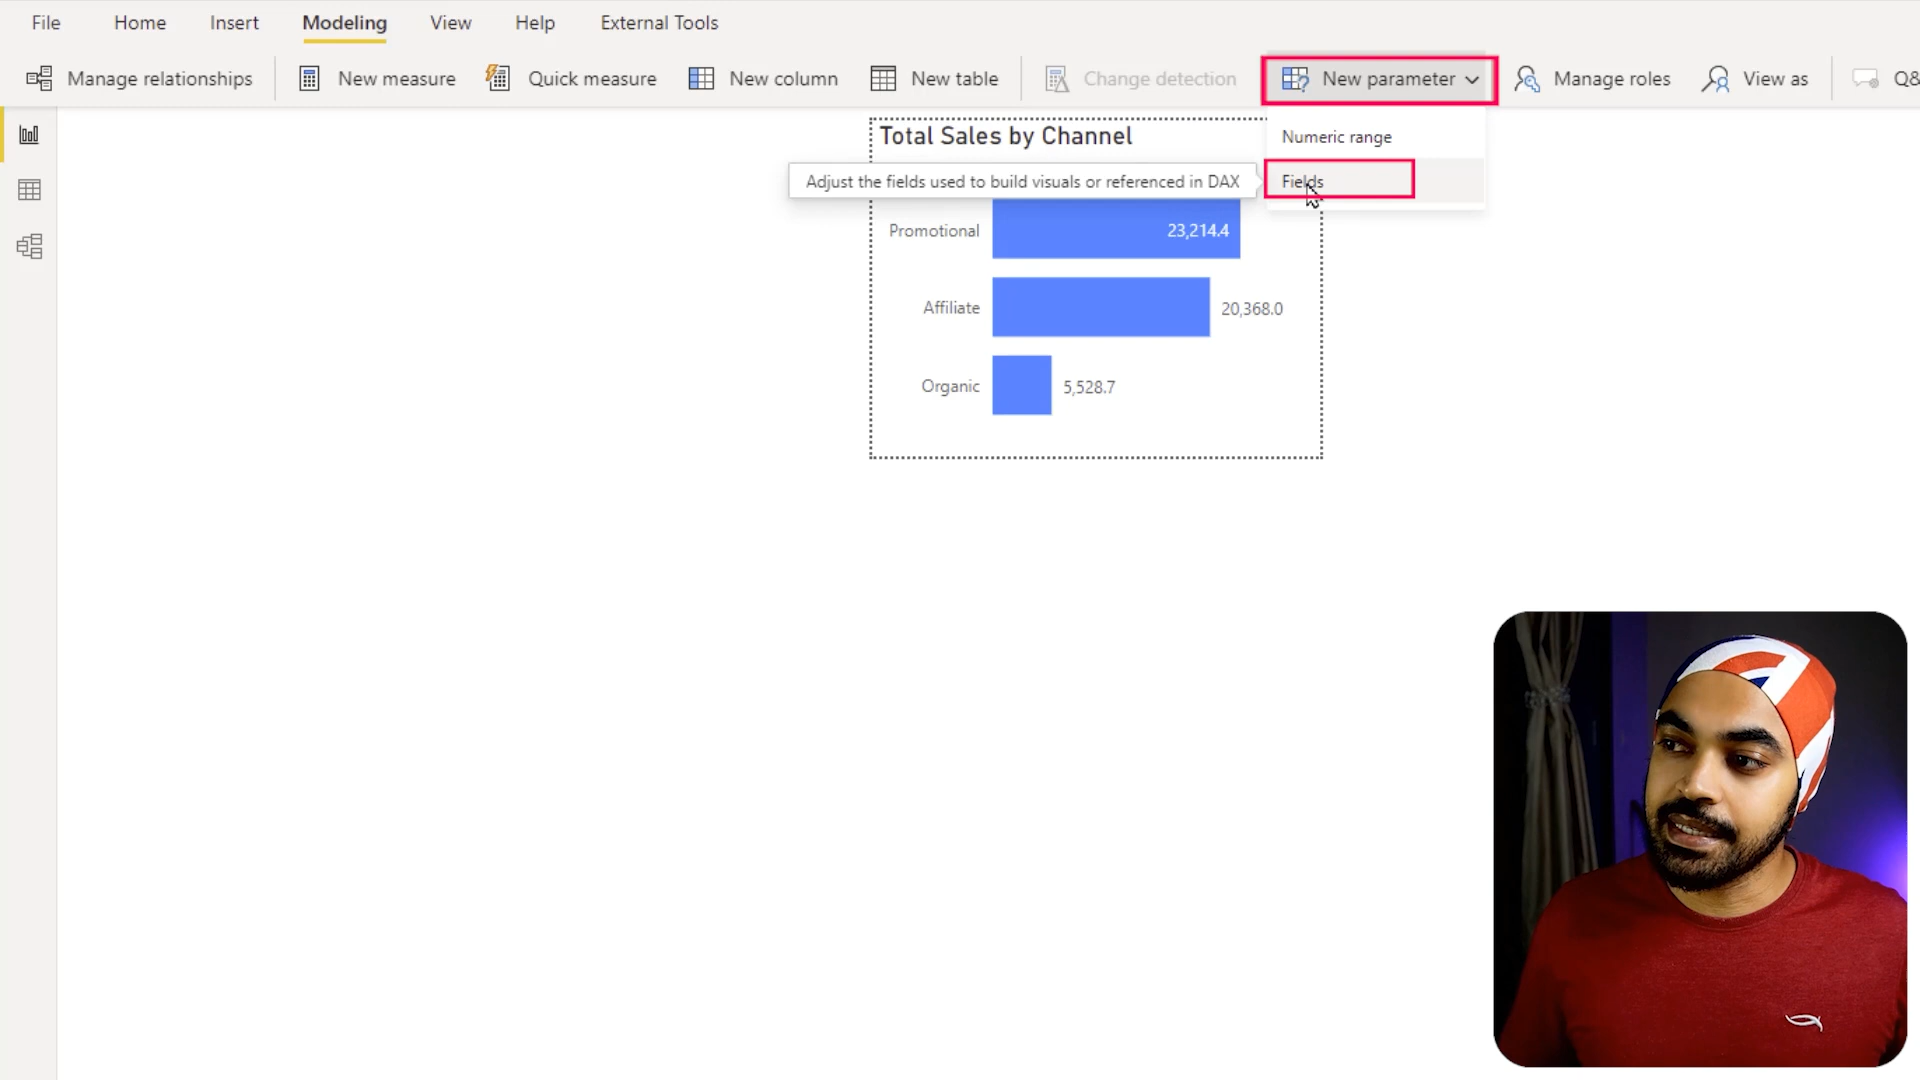 File Home Insert Modeling View Help External Tools
Manage relationships New measure Quick measure New column New table Change detection New parameter Manage roles View as Q&
Total Sales by Channel
Numeric range
Adjust the fields used to build visuals or referenced in DAX
Fields
Promotional 23,214.4
Affiliate 20,368.0
Organic 5,528.7